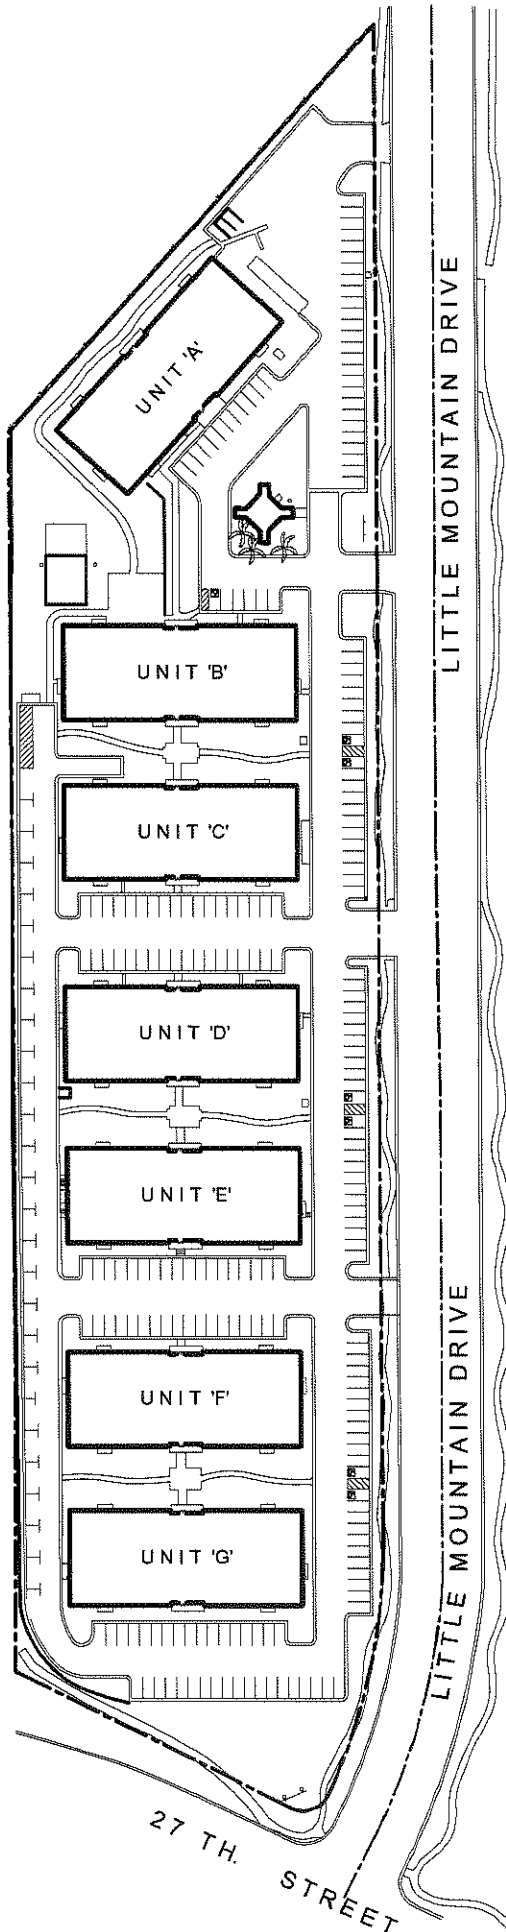 LITTLE MOUNTAIN DRIVE
UNIT 'A'
UNIT 'B'
UNIT 'C'
UNIT 'D'
UNIT 'E'
LITTLE MOUNTAIN DRIVE
UNIT 'F'
UNIT 'G'
27 TH. STREET